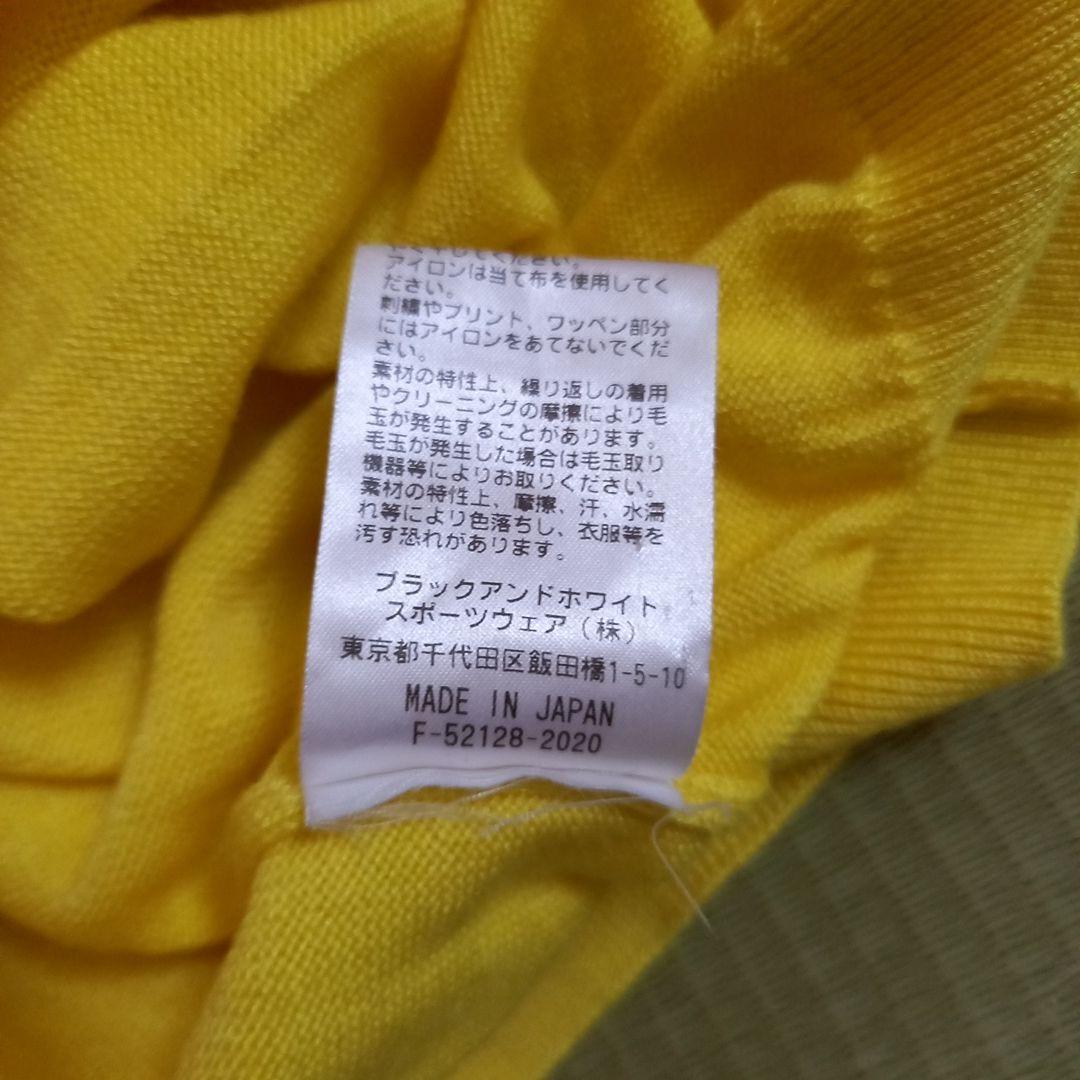 してください。
アイロンは当て布を使用してく
ださい。
刺繍やプリント、ワッペン部分
にはアイロンをあてないでくだ
さい。
素材の特性上、繰り返しの着用
やクリーニングの摩擦により毛
玉が発生することがあります。
毛玉が発生した場合は毛玉取り
機器等によりお取りください。
素材の特性上、摩擦、汗、水濡
れ等により色落ちし、衣服等を
汚す恐れがあります。
ブラックアンドホワイト
スポーツウェア(株)
東京都千代田区飯田橋1-5-10
MADE IN JAPAN
F-52128-2020